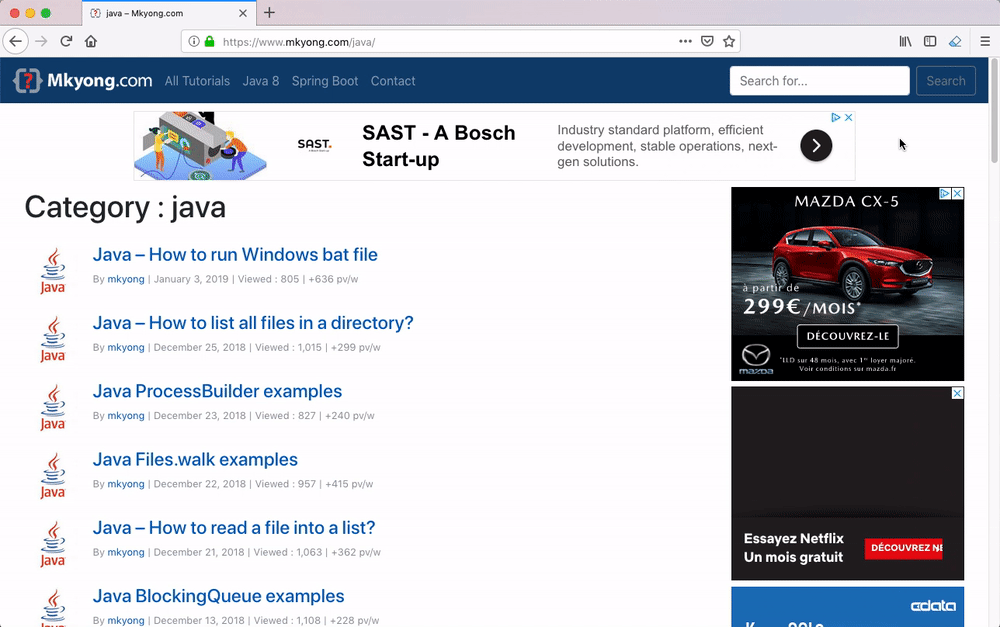 java – Mkyong.com
https://www.mkyong.com/java/
Mkyong.com All Tutorials Java 8 Spring Boot Contact Search for... Search
SAST.
SAST - A Bosch
Start-up
Industry standard platform, efficient
development, stable operations, next-
gen solutions.
Category : java
Java – How to run Windows bat file
By mkyong | January 3, 2019 | Viewed : 805 | +636 pv/w
Java
Java – How to list all files in a directory?
By mkyong | December 25, 2018 | Viewed : 1,015 | +299 pv/w
Java
Java ProcessBuilder examples
By mkyong | December 23, 2018 | Viewed : 827 | +240 pv/w
Java
Java Files.walk examples
By mkyong | December 22, 2018 | Viewed : 957 | +415 pv/w
Java
Java – How to read a file into a list?
By mkyong | December 21, 2018 | Viewed : 1,063 | +362 pv/w
Java
Java BlockingQueue examples
By mkyong | December 13, 2018 | Viewed : 1,108 | +228 pv/w
MAZDA CX-5
à partir de
299€/MOIS*
DÉCOUVREZ-LE
*LLD sur 48 mois, avec 1er loyer majoré.
Voir conditions sur mazda.fr
mazda
Essayez Netflix
Un mois gratuit
DÉCOUVREZ NE
cdata